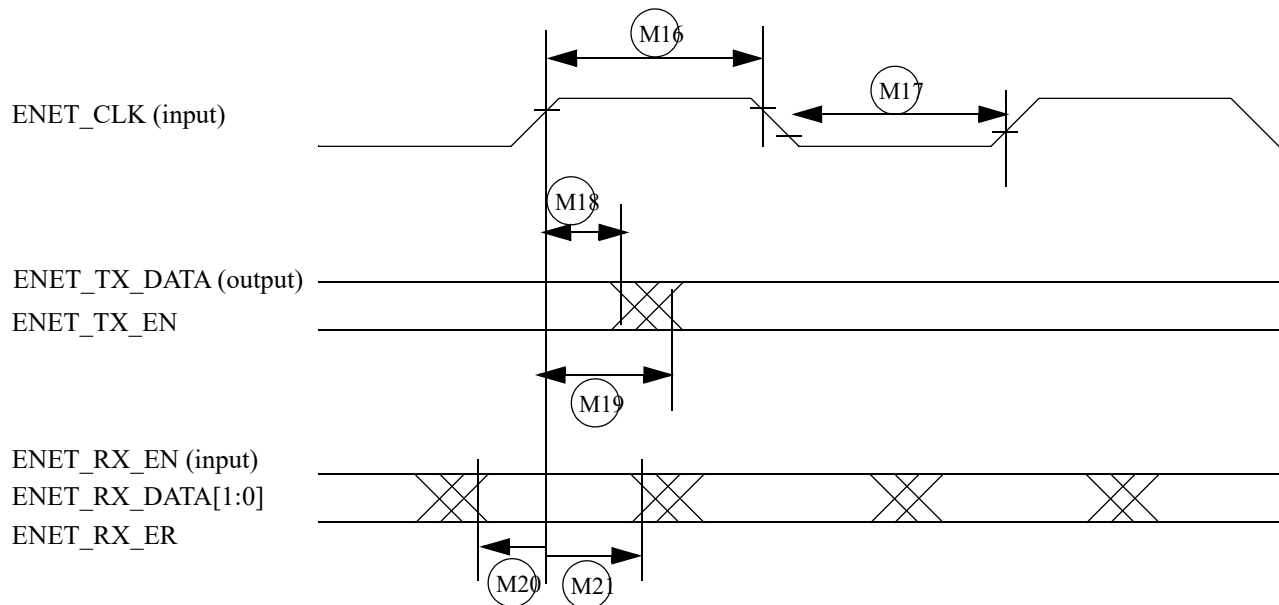 M16
M17
ENET_CLK (input)
M18
ENET_TX_DATA (output)
ENET_TX_EN
M19
ENET_RX_EN (input)
ENET_RX_DATA[1:0]
ENET_RX_ER
M20
M21